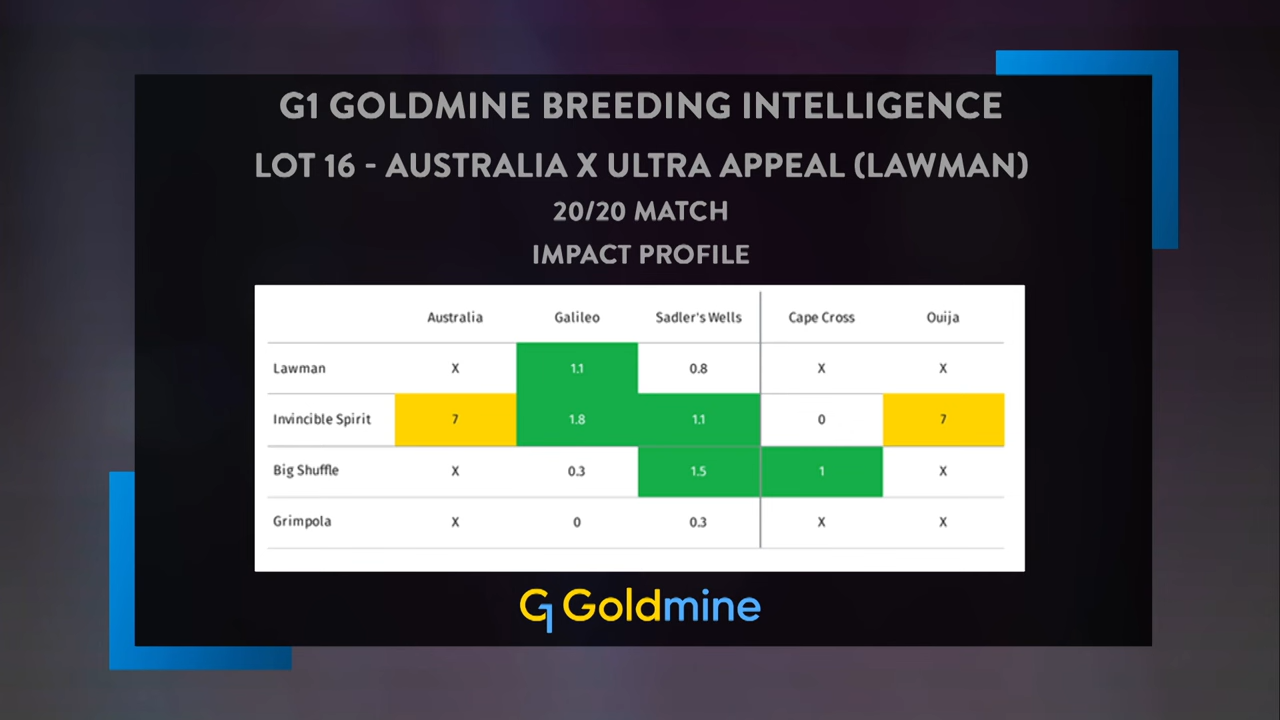 G1 GOLDMINE BREEDING INTELLIGENCE
LOT 16 - AUSTRALIA X ULTRA APPEAL (LAWMAN)
20/20 MATCH
IMPACT PROFILE
Australia Galileo Sadler's Wells Cape Cross Ouija
Lawman X 1.1 0.8 X X
Invincible Spirit 7 1.8 1.1 0 7
Big Shuffle X 0.3 1.5 1 X
Grimpola X 0 0.3 X X
G1 Goldmine